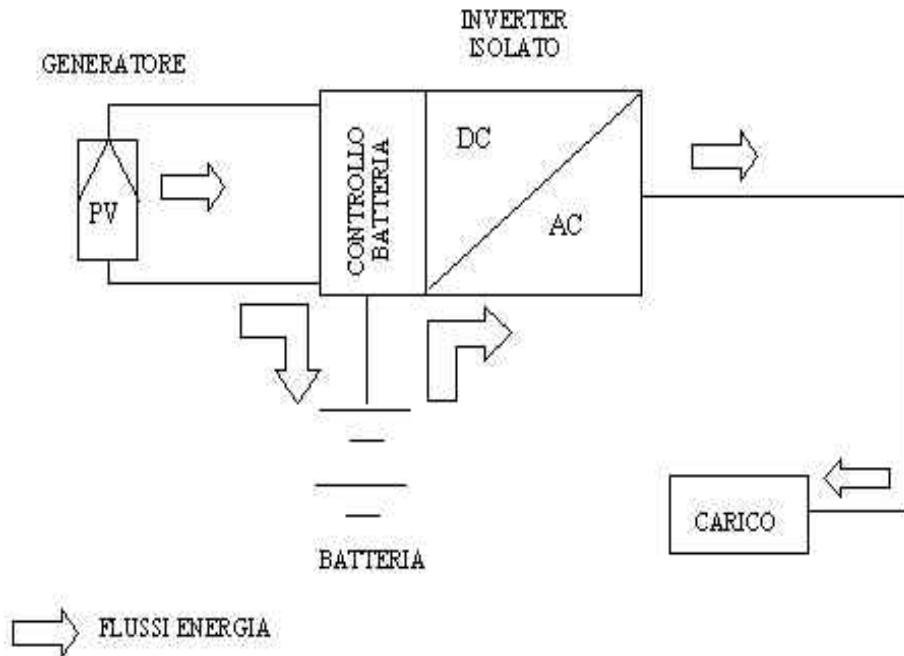 INVERTER
ISOLATO
GENERATORE
PV
CONTROLLO
BATTERIA
DC
AC
BATTERIA
CARICO
FLUSSI ENERGIA